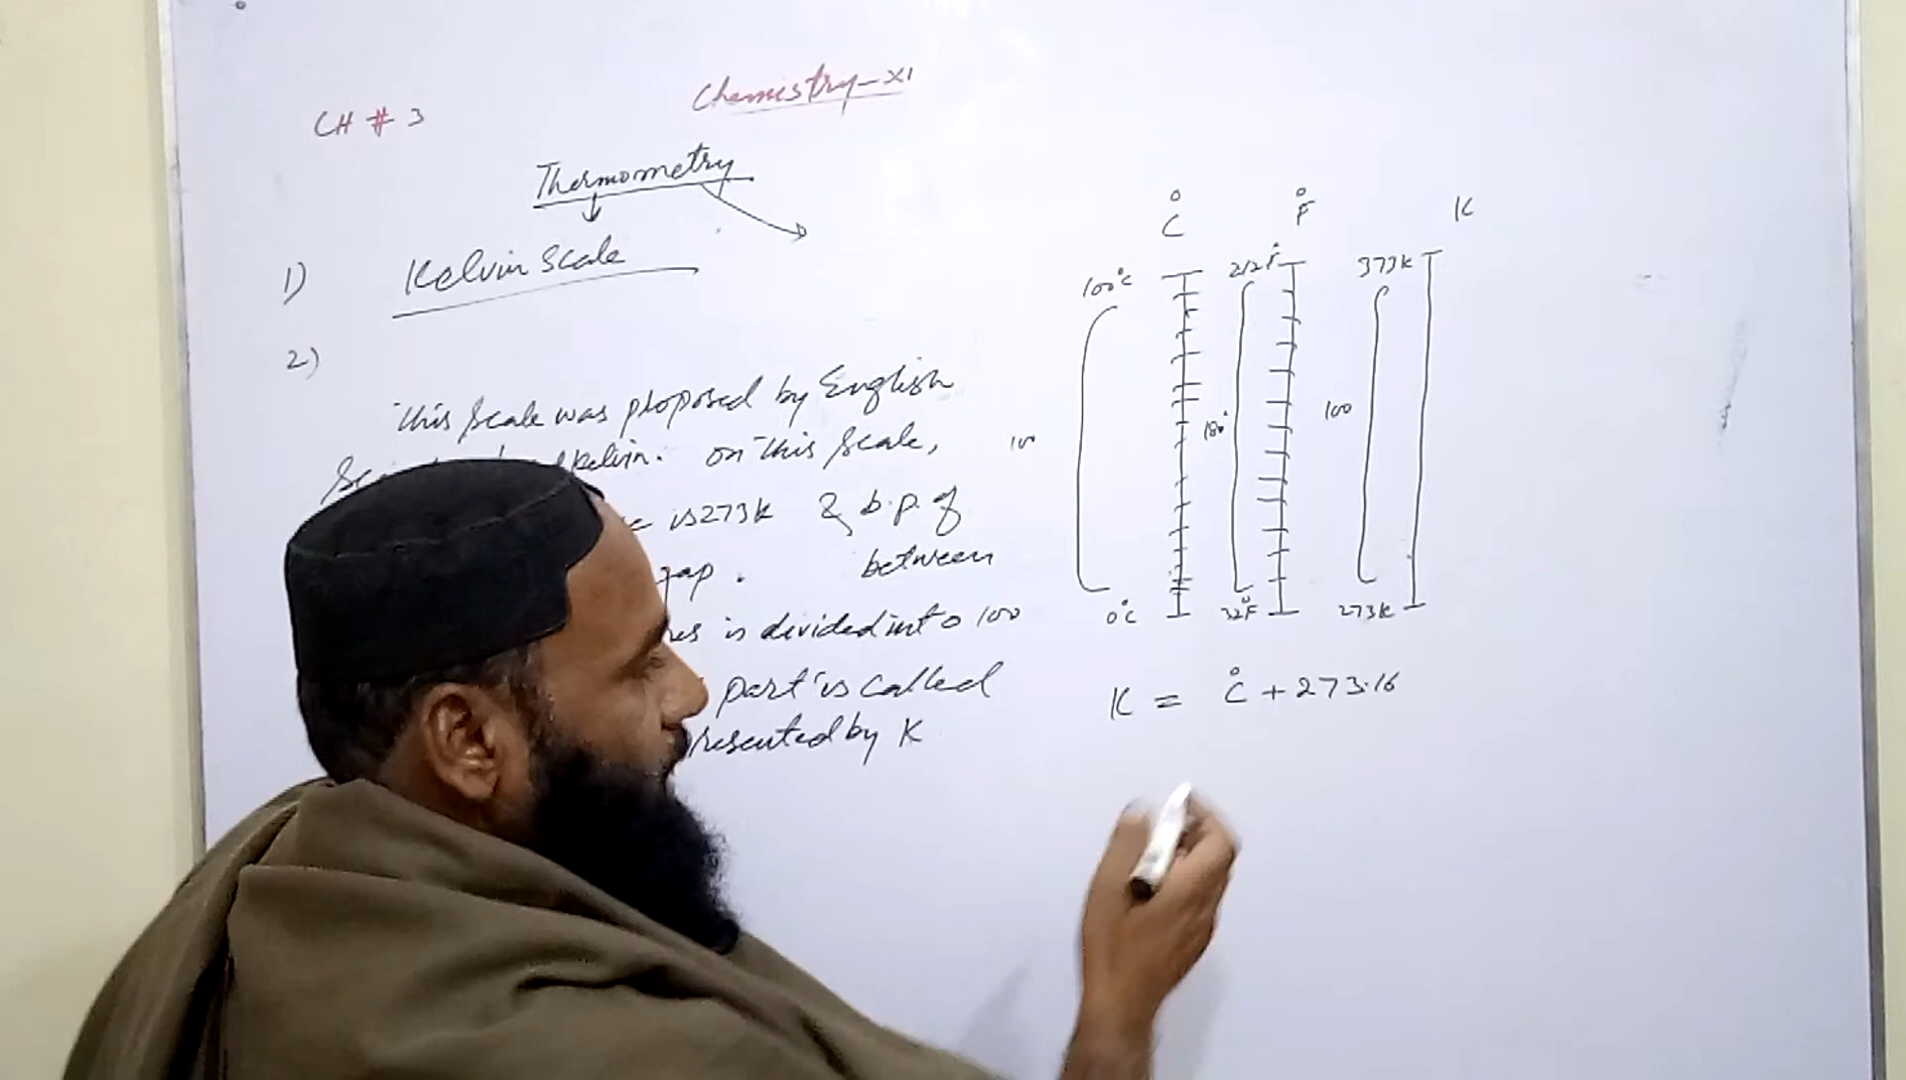 Chemistry-XI
CH # 3
Thermometry
1) Kelvin Scale
2)
This scale was proposed by English
kelvin. on This scale,
is 273k & b.p. of
between
is divided into 100
part is called
by K
°C °F K
100°C 212°F 373k
100 180° 100
0°C 32°F 273k
K = °C + 273.16